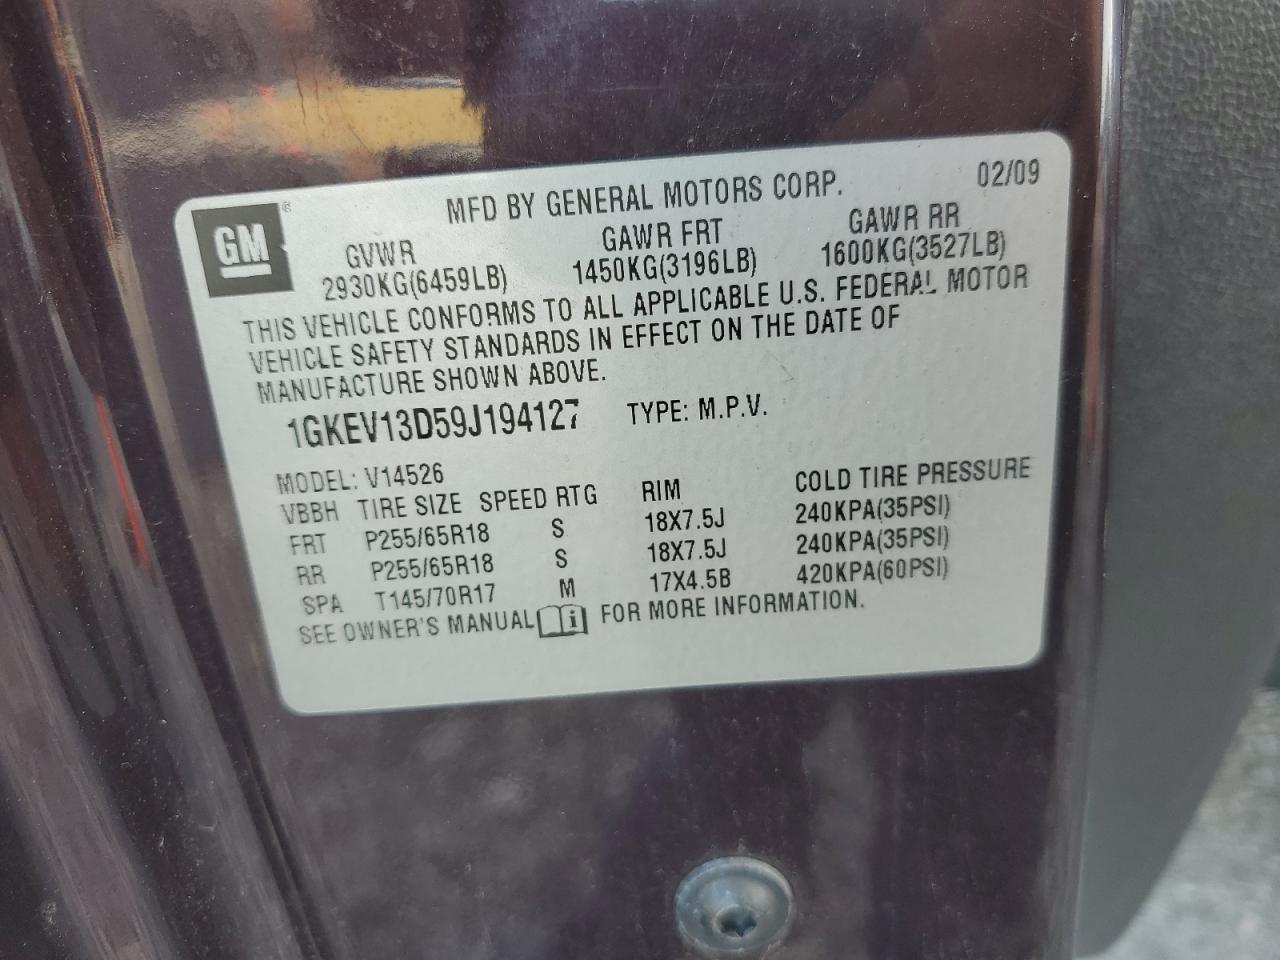 GM®
MFD BY GENERAL MOTORS CORP. 02/09
GVWR GAWR FRT GAWR RR
2930KG(6459LB) 1450KG(3196LB) 1600KG(3527LB)
THIS VEHICLE CONFORMS TO ALL APPLICABLE U.S. FEDERAL MOTOR
VEHICLE SAFETY STANDARDS IN EFFECT ON THE DATE OF
MANUFACTURE SHOWN ABOVE.
1GKEV13D59J194127 TYPE: M.P.V.
MODEL: V14526
VBBH TIRE SIZE SPEED RTG RIM COLD TIRE PRESSURE
FRT P255/65R18 S 18X7.5J 240KPA(35PSI)
RR P255/65R18 S 18X7.5J 240KPA(35PSI)
SPA T145/70R17 M 17X4.5B 420KPA(60PSI)
SEE OWNER'S MANUAL i FOR MORE INFORMATION.